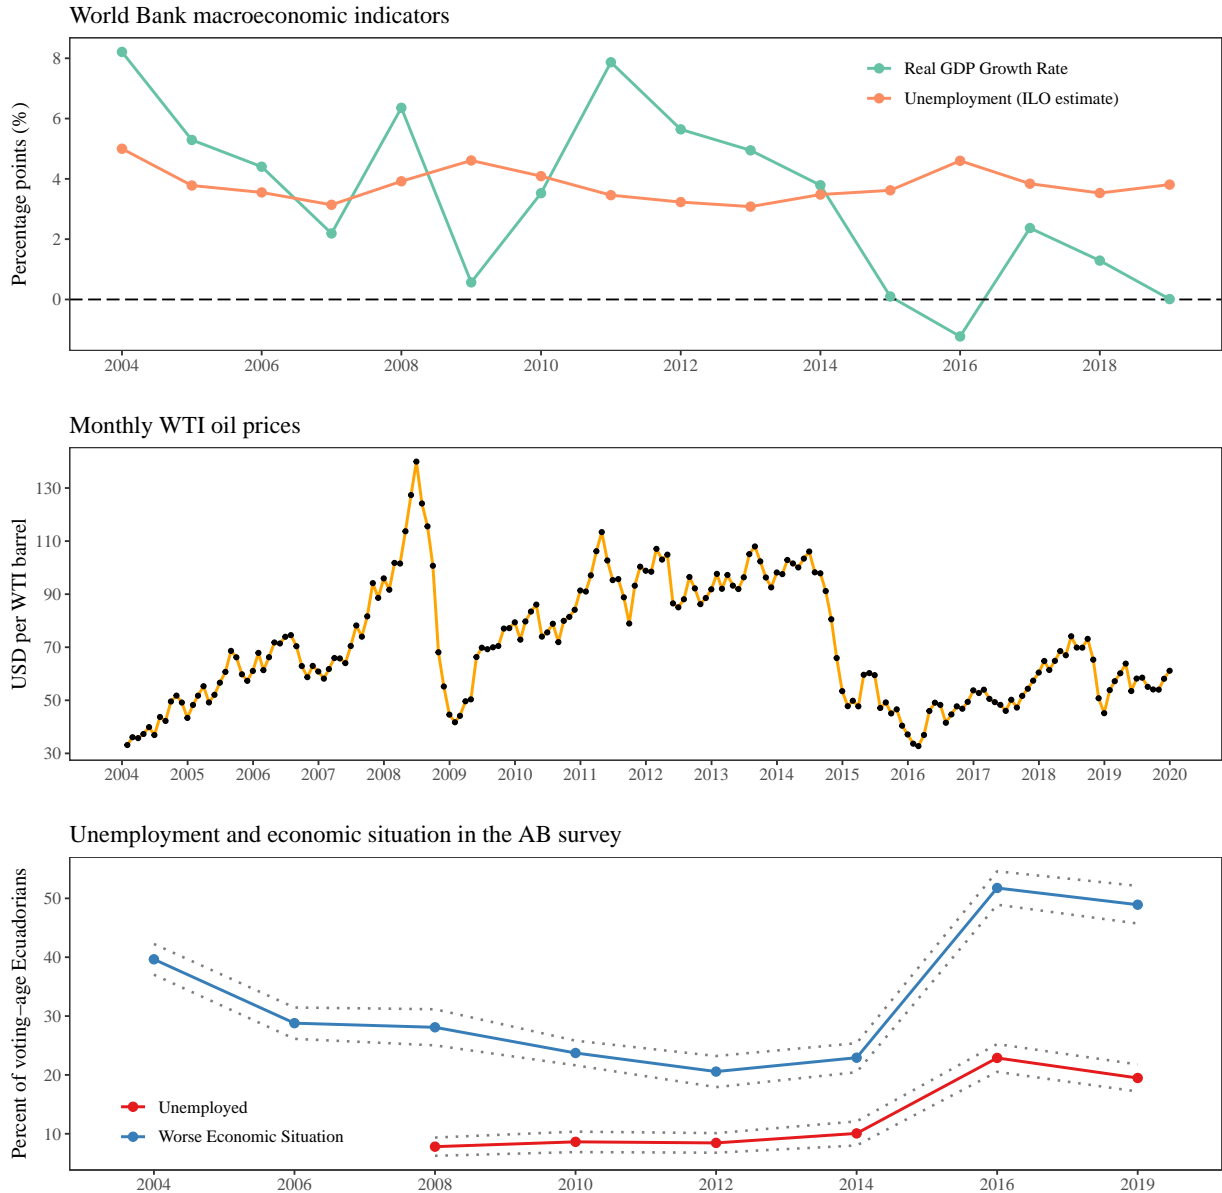 World Bank macroeconomic indicators
Percentage points (%)
8
6
4
2
0
Real GDP Growth Rate
Unemployment (ILO estimate)
2004 2006 2008 2010 2012 2014 2016 2018
Monthly WTI oil prices
USD per WTI barrel
130
110
90
70
50
30
2004 2005 2006 2007 2008 2009 2010 2011 2012 2013 2014 2015 2016 2017 2018 2019 2020
Unemployment and economic situation in the AB survey
Percent of voting−age Ecuadorians
50
40
30
20
10
Unemployed
Worse Economic Situation
2004 2006 2008 2010 2012 2014 2016 2019